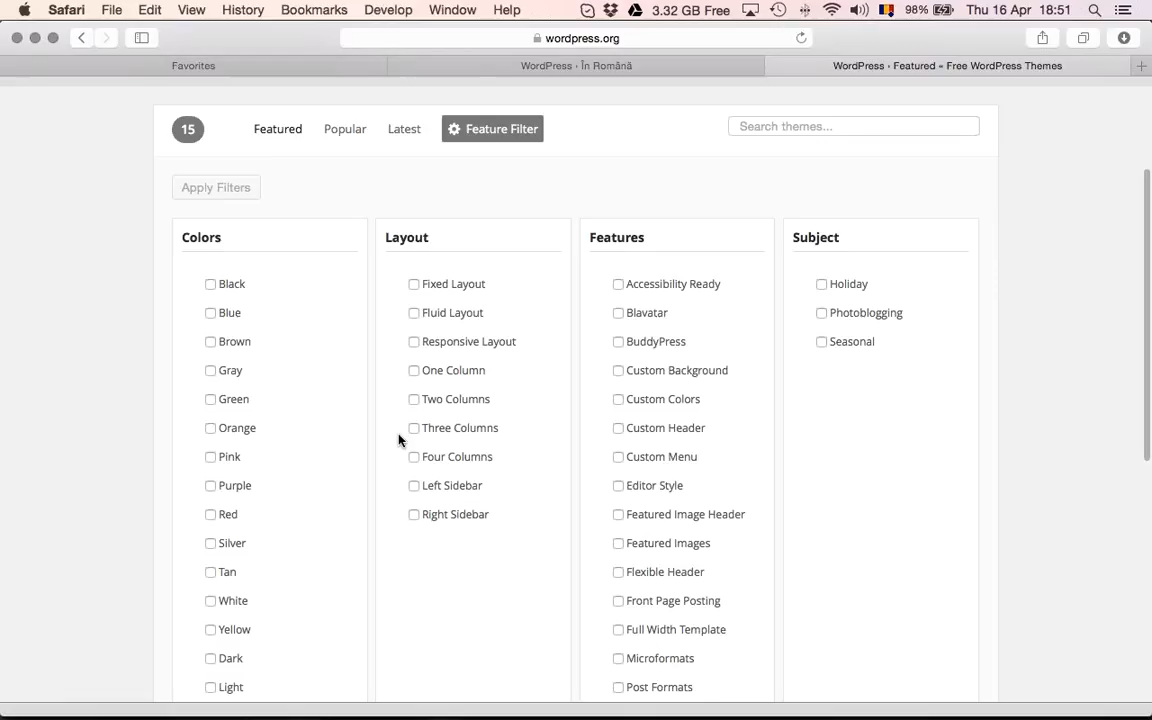 Safari File Edit View History Bookmarks Develop Window Help 3.32 GB Free 98% Thu 16 Apr 18:51
wordpress.org
Favorites
WordPress › În Română
WordPress › Featured « Free WordPress Themes
15
Featured
Popular
Latest
Feature Filter
Search themes...
Apply Filters
Colors
Black
Blue
Brown
Gray
Green
Orange
Pink
Purple
Red
Silver
Tan
White
Yellow
Dark
Light
Layout
Fixed Layout
Fluid Layout
Responsive Layout
One Column
Two Columns
Three Columns
Four Columns
Left Sidebar
Right Sidebar
Features
Accessibility Ready
Blavatar
BuddyPress
Custom Background
Custom Colors
Custom Header
Custom Menu
Editor Style
Featured Image Header
Featured Images
Flexible Header
Front Page Posting
Full Width Template
Microformats
Post Formats
Subject
Holiday
Photoblogging
Seasonal